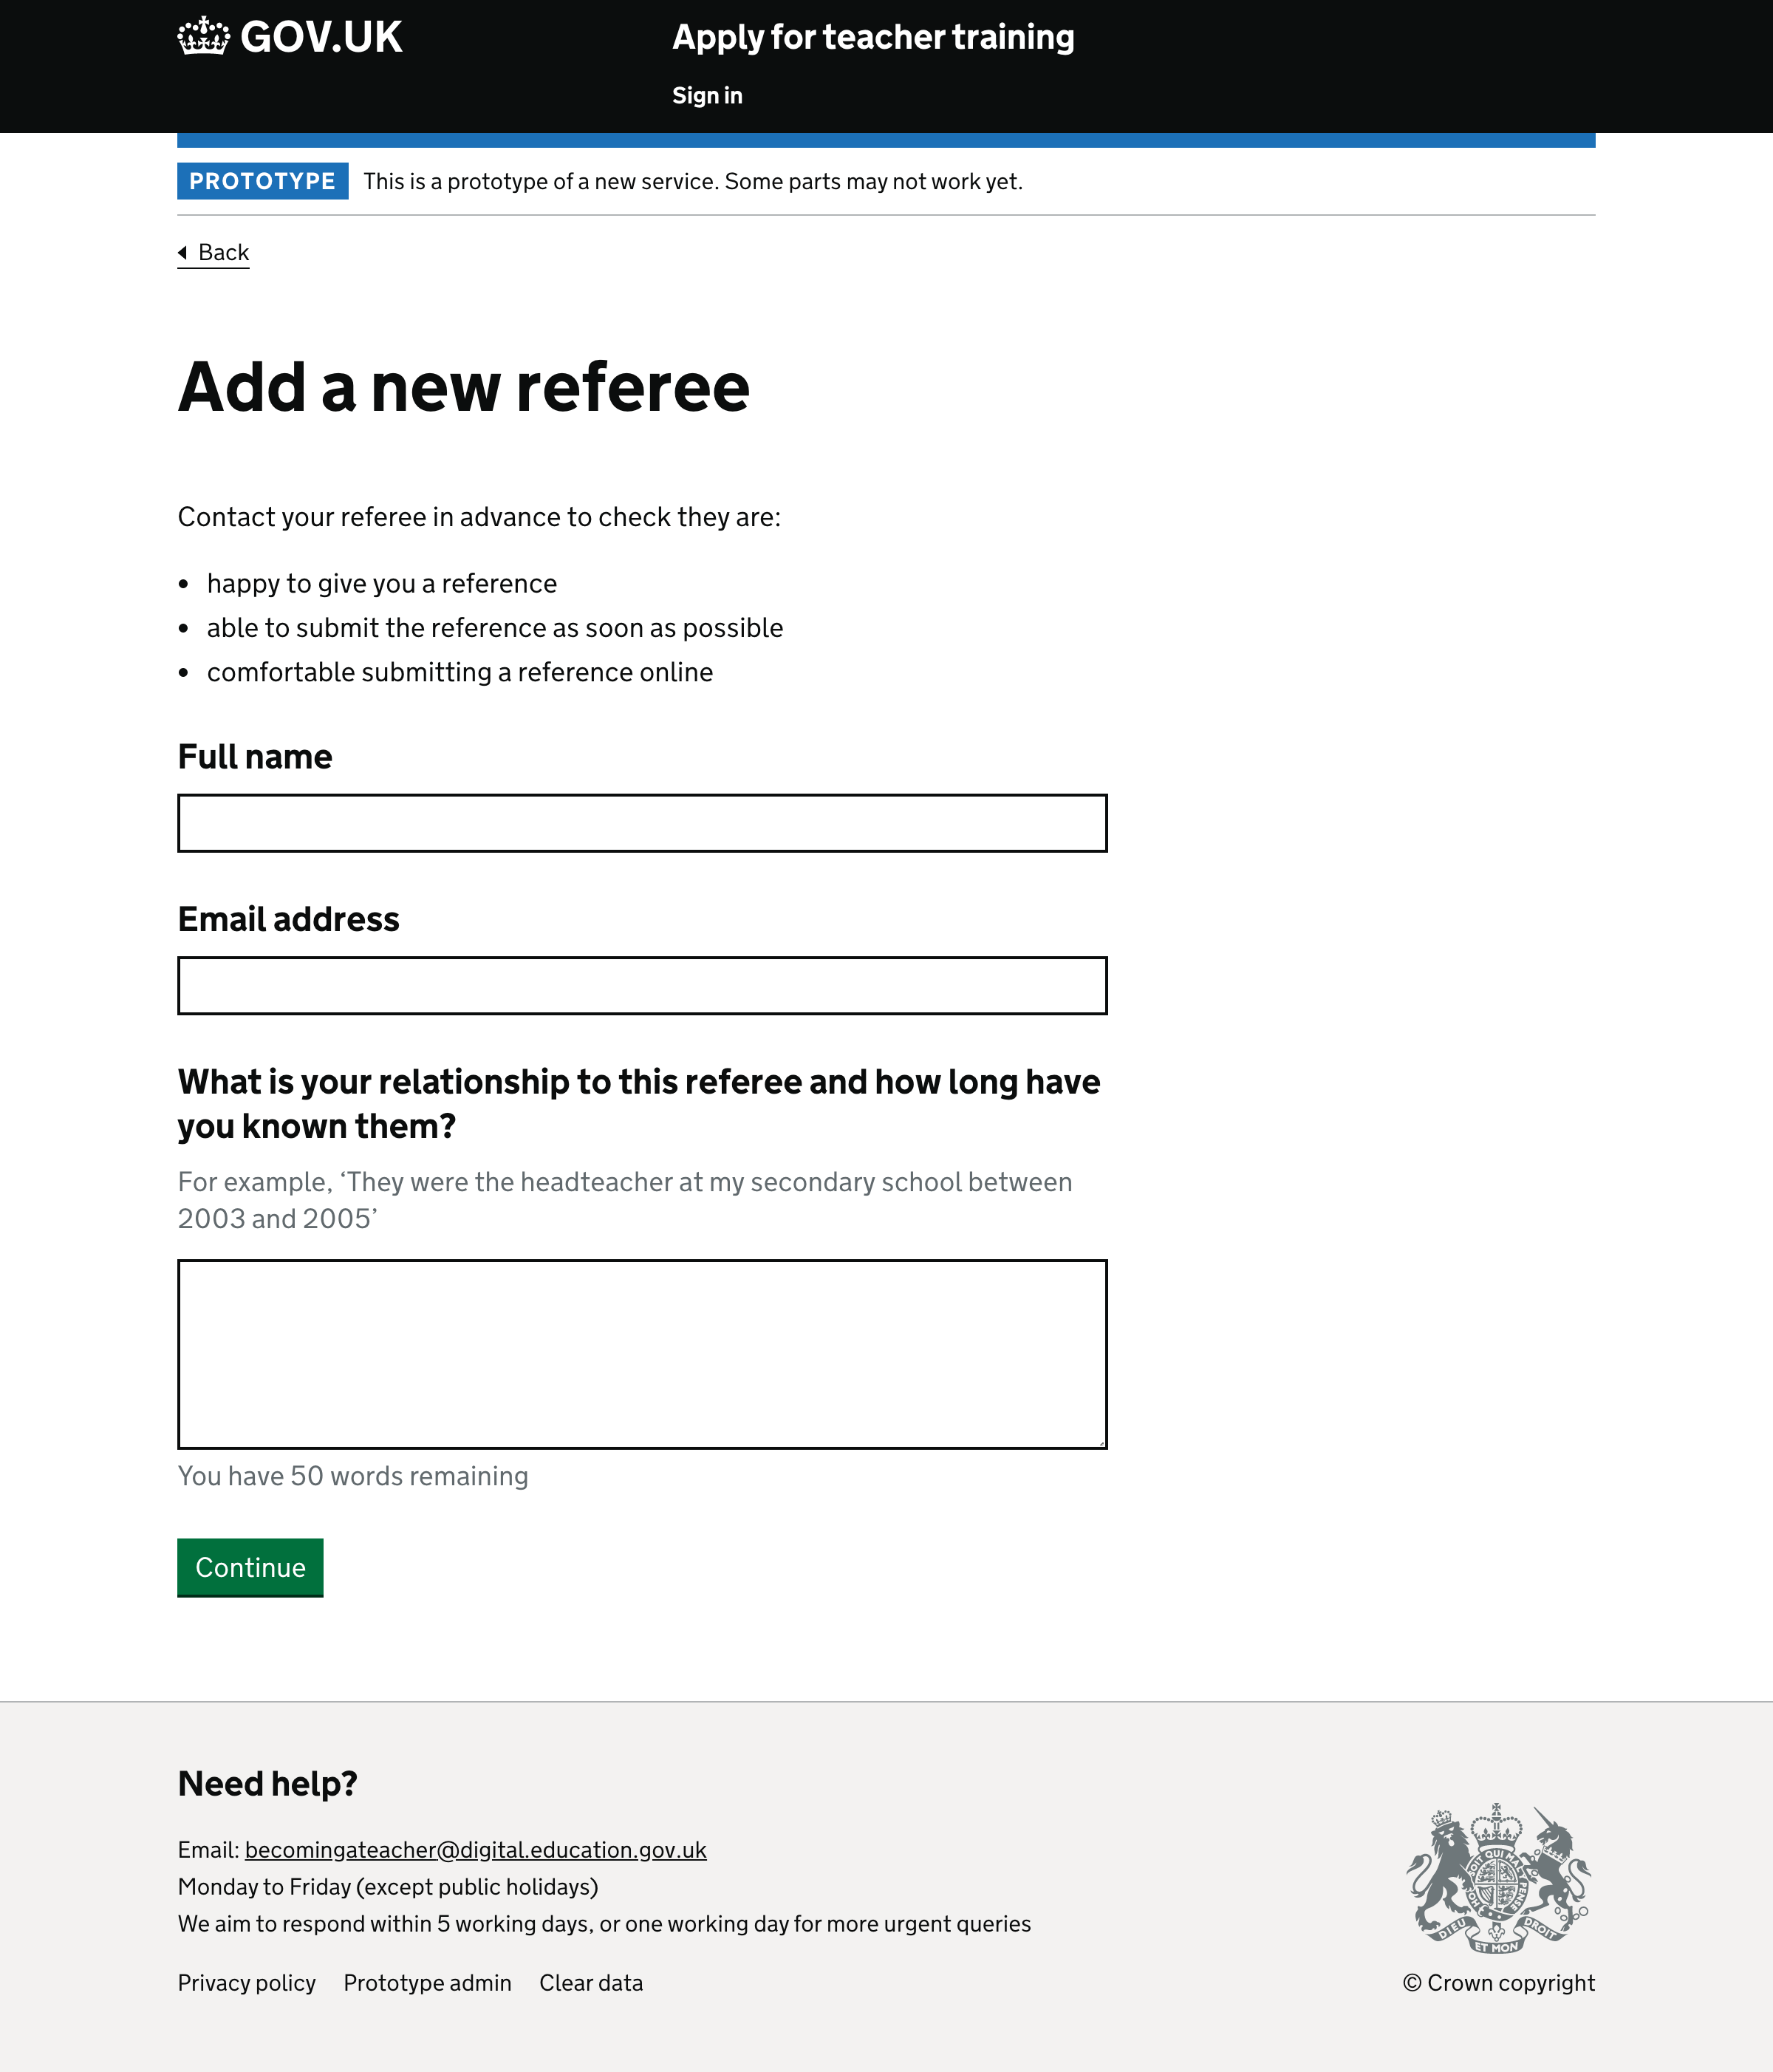 GOV.UK
Apply for teacher training
Sign in
PROTOTYPE This is a prototype of a new service. Some parts may not work yet.
Back
Add a new referee
Contact your referee in advance to check they are:
• happy to give you a reference
• able to submit the reference as soon as possible
• comfortable submitting a reference online
Full name
Email address
What is your relationship to this referee and how long have
you known them?
For example, ‘They were the headteacher at my secondary school between
2003 and 2005’
You have 50 words remaining
Continue
Need help?
Email: becomingateacher@digital.education.gov.uk
Monday to Friday (except public holidays)
We aim to respond within 5 working days, or one working day for more urgent queries
Privacy policy Prototype admin Clear data
DIEU ET MON DROIT
© Crown copyright